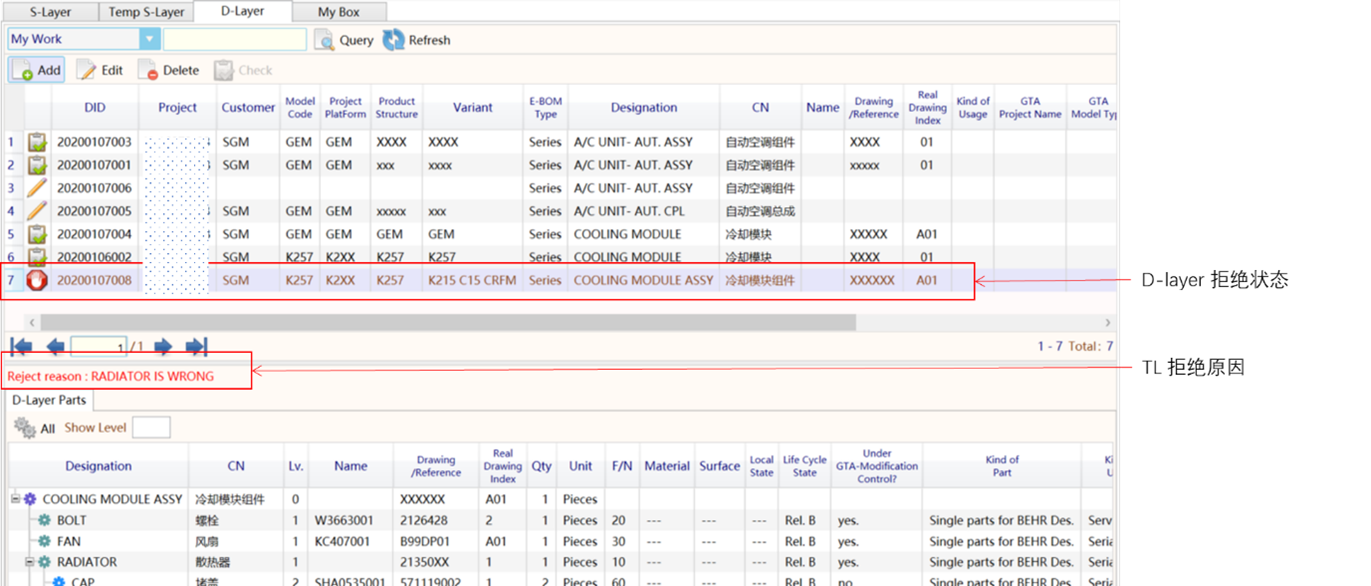 S-Layer Temp S-Layer D-Layer My Box
My Work Query Refresh
Add Edit Delete Check
DID Project Customer Model Code Project PlatForm Product Structure Variant E-BOM Type Designation CN Name Drawing /Reference Real Drawing Index Kind of Usage GTA Project Name GTA Model Typ
1 20200107003 SGM GEM GEM XXXX XXXX Series A/C UNIT- AUT. ASSY 自动空调组件 XXXX 01
2 20200107001 SGM GEM GEM xxx xxxx Series A/C UNIT- AUT. ASSY 自动空调组件 xxxxx 01
3 20200107006 Series A/C UNIT- AUT. ASSY 自动空调组件
4 20200107005 SGM GEM GEM xxxxx xxx Series A/C UNIT- AUT. CPL 自动空调总成
5 20200107004 SGM GEM GEM GEM GEM Series COOLING MODULE 冷却模块 XXXXX A01
6 20200106002 SGM K257 K2XX K257 K257 Series COOLING MODULE 冷却模块 XXXX 01
7 20200107008 SGM K257 K2XX K257 K215 C15 CRFM Series COOLING MODULE ASSY 冷却模块组件 XXXXXX A01
D-layer 拒绝状态
1 /1 1 - 7 Total: 7
TL 拒绝原因
Reject reason : RADIATOR IS WRONG
D-Layer Parts
All Show Level
Designation CN Lv. Name Drawing /Reference Real Drawing Index Qty Unit F/N Material Surface Local State Life Cycle State Under GTA-Modification Control? Kind of Part Ki U
COOLING MODULE ASSY 冷却模块组件 0 XXXXXX A01 1 Pieces
BOLT 螺栓 1 W3663001 2126428 2 1 Pieces 20 --- --- --- Rel. B yes. Single parts for BEHR Des. Serv
FAN 风扇 1 KC407001 B99DP01 A01 1 Pieces 30 --- --- --- Rel. B yes. Single parts for BEHR Des. Seria
RADIATOR 散热器 1 21350XX 1 1 Pieces 10 --- --- --- Rel. B yes. Single parts for BEHR Des. Seria
CAP 堵盖 2 SHA0535001 571119002 1 2 Pieces 60 --- --- --- Rel. B no. Single parts for BEHR Des. Seria